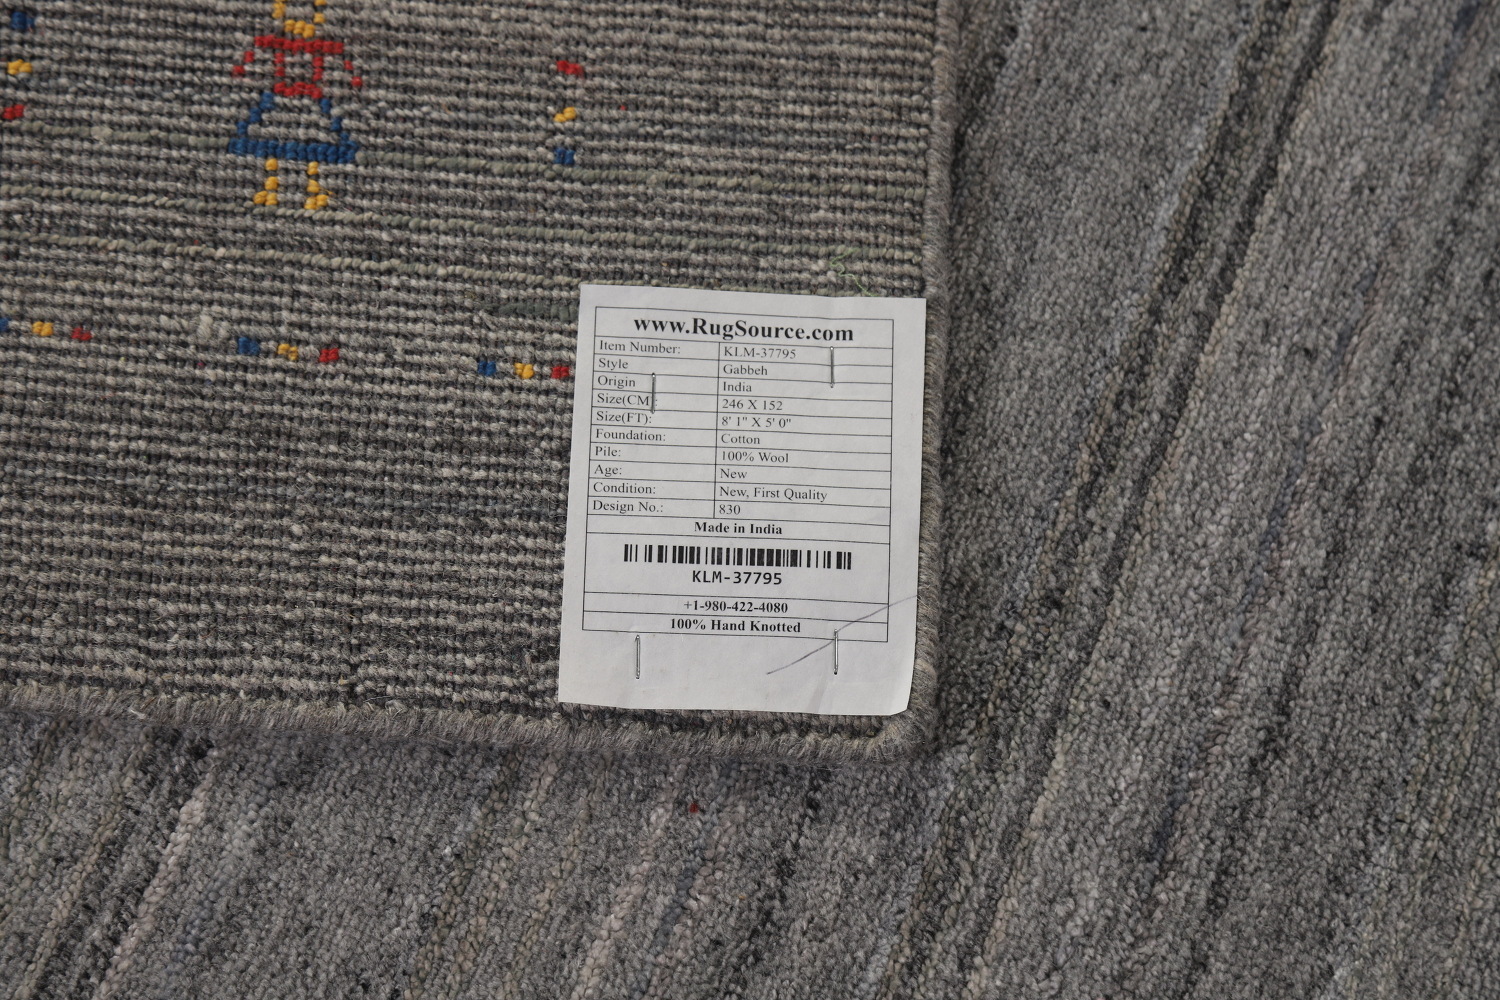 www.RugSource.com
Item Number: KLM-37795
Style Gabbeh
Origin India
Size(CM): 246 X 152
Size(FT): 8' 1" X 5' 0"
Foundation: Cotton
Pile: 100% Wool
Age: New
Condition: New, First Quality
Design No.: 830
Made in India
KLM-37795
+1-980-422-4080
100% Hand Knotted